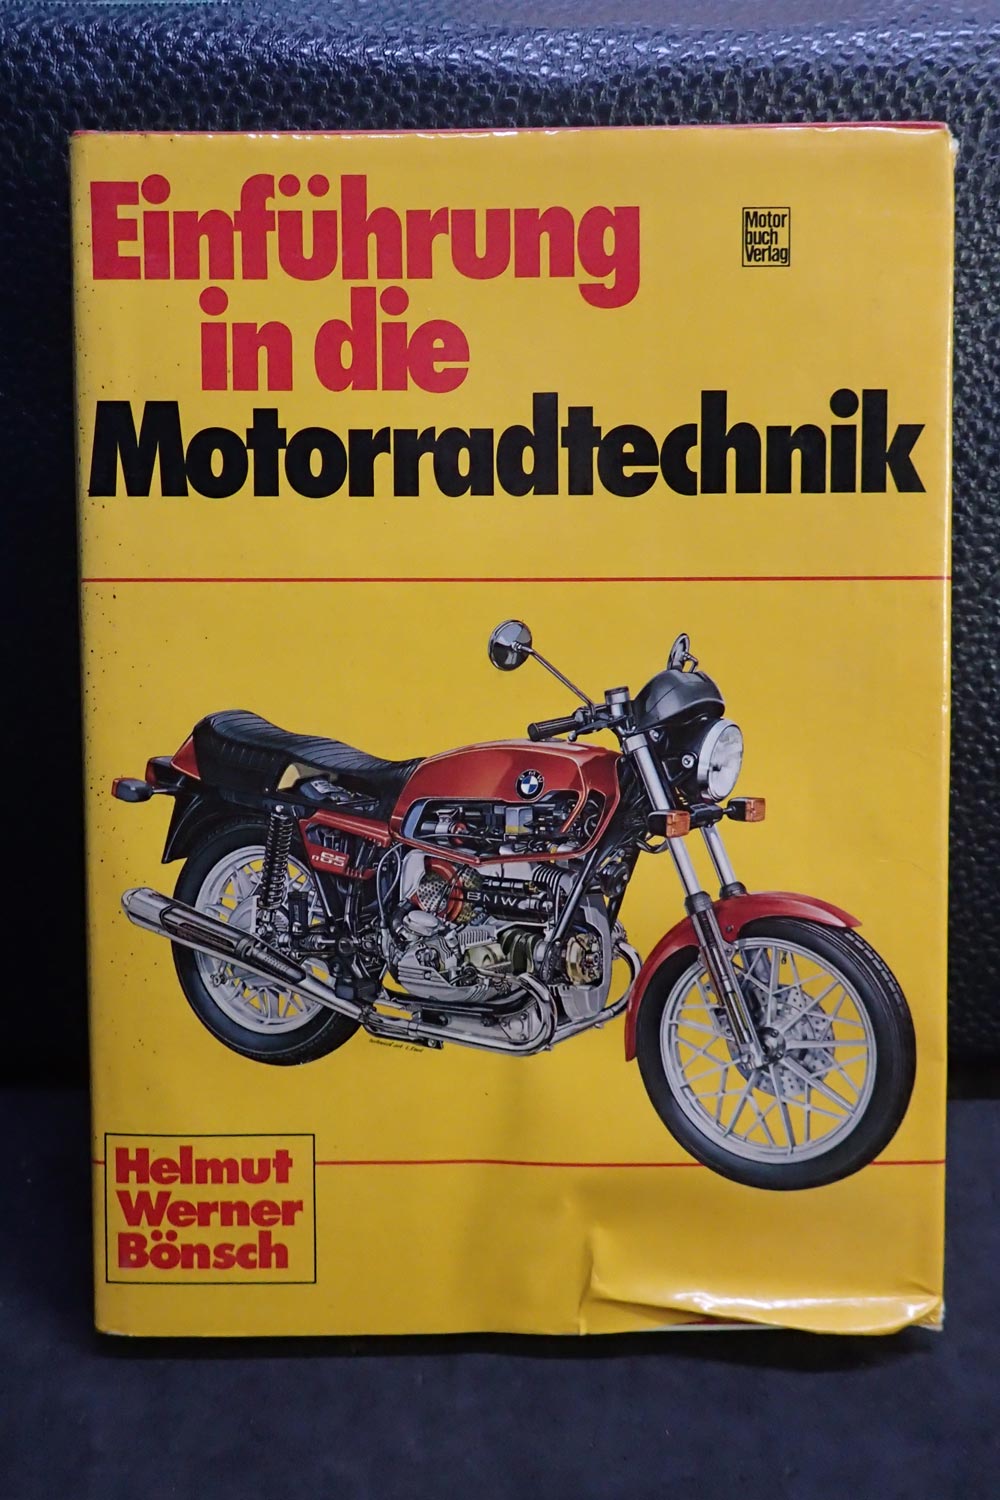 Einführung
in die
Motorradtechnik
Motor
buch
Verlag
BMW
Helmut
Werner
Bönsch